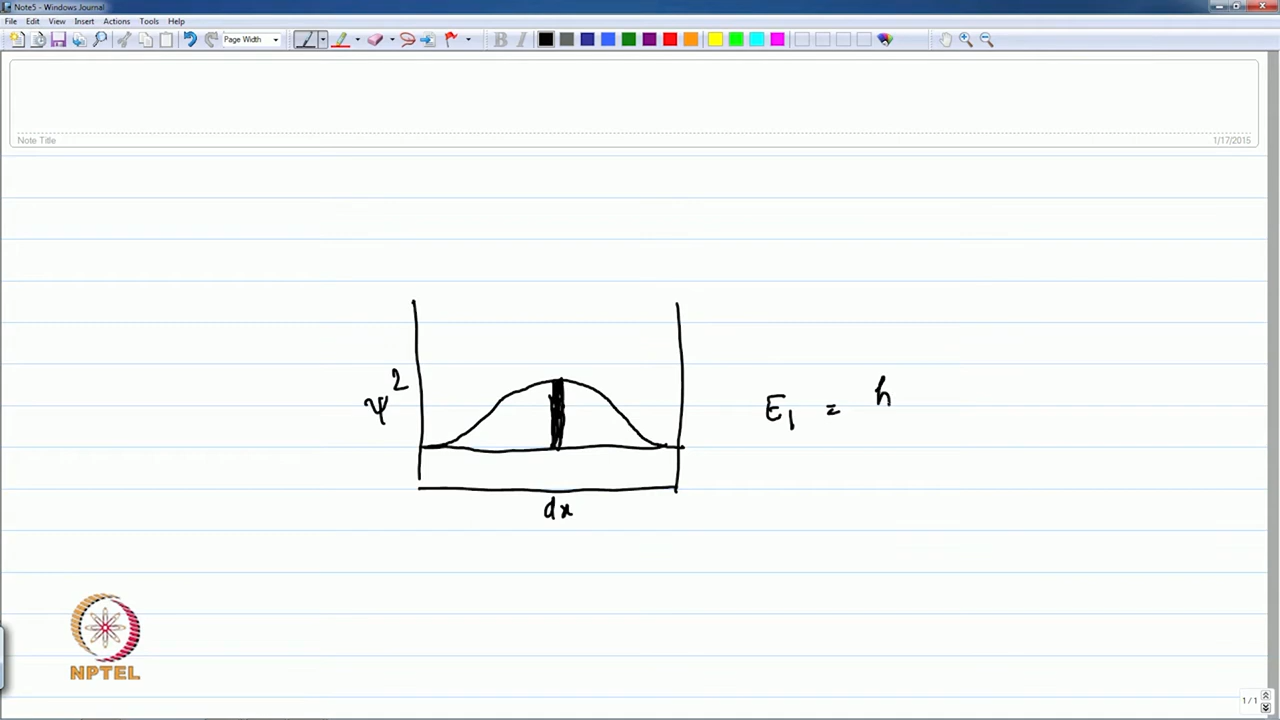 Note5 - Windows Journal
File Edit View Insert Actions Tools Help
Page Width
B I
Note Title
1/17/2015
ψ²
E₁ = h
dx
NPTEL
1/1